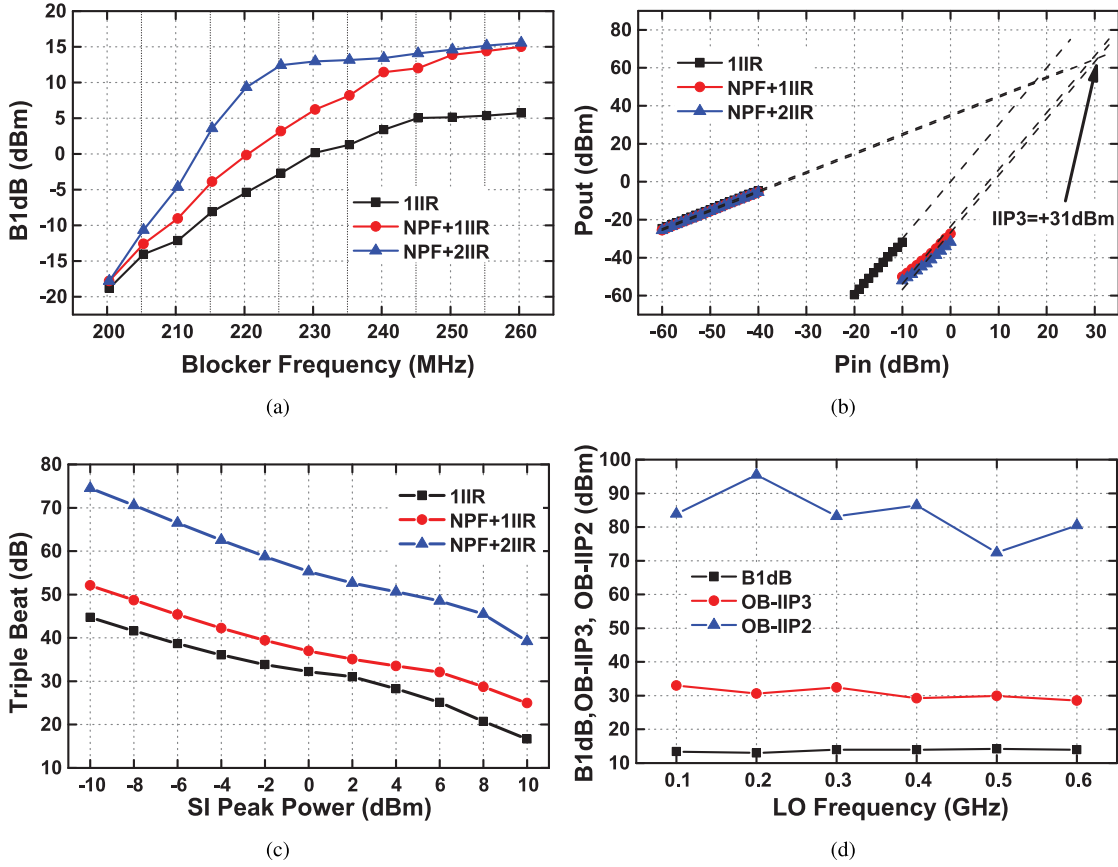 B1dB (dBm)
20
15
10
5
0
-5
-10
-15
-20
1IIR
NPF+1IIR
NPF+2IIR
200 210 220 230 240 250 260
Blocker Frequency (MHz)
(a)
Pout (dBm)
80
60
40
20
0
-20
-40
-60
1IIR
NPF+1IIR
NPF+2IIR
IIP3=+31dBm
-60 -50 -40 -30 -20 -10 0 10 20 30
Pin (dBm)
(b)
Triple Beat (dB)
80
70
60
50
40
30
20
10
1IIR
NPF+1IIR
NPF+2IIR
-10 -8 -6 -4 -2 0 2 4 6 8 10
SI Peak Power (dBm)
(c)
B1dB,OB-IIP3, OB-IIP2 (dBm)
100
90
80
70
60
50
40
30
20
10
B1dB
OB-IIP3
OB-IIP2
0.1 0.2 0.3 0.4 0.5 0.6
LO Frequency (GHz)
(d)